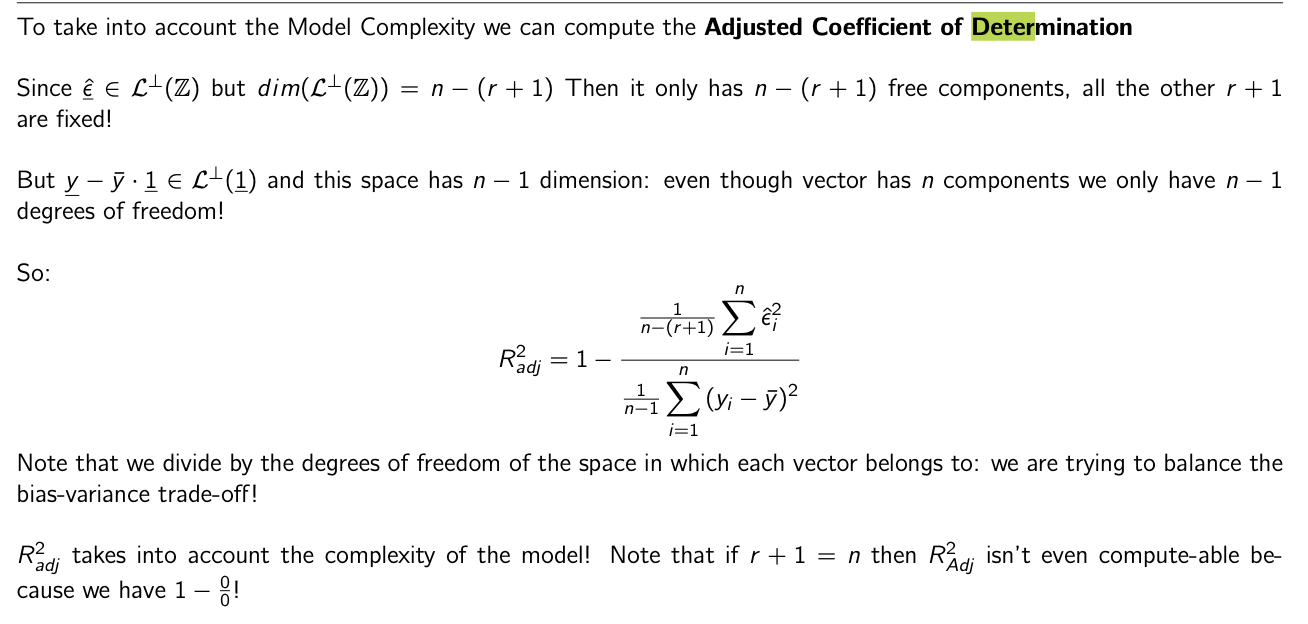 To take into account the Model Complexity we can compute the Adjusted Coefficient of Determination
Since ε̂ ∈ ℒ⊥(ℤ) but dim(ℒ⊥(ℤ)) = n − (r + 1) Then it only has n − (r + 1) free components, all the other r + 1
are fixed!
But y − ȳ · 1 ∈ ℒ⊥(1) and this space has n − 1 dimension: even though vector has n components we only have n − 1
degrees of freedom!
So:
R²adj = 1 − (1/(n−(r+1)) ∑ⁿᵢ₌₁ ε̂ᵢ²) / (1/(n−1) ∑ⁿᵢ₌₁ (yᵢ − ȳ)²)
Note that we divide by the degrees of freedom of the space in which each vector belongs to: we are trying to balance the
bias-variance trade-off!
R²adj takes into account the complexity of the model! Note that if r + 1 = n then R²Adj isn't even compute-able be-
cause we have 1 − 0/0!